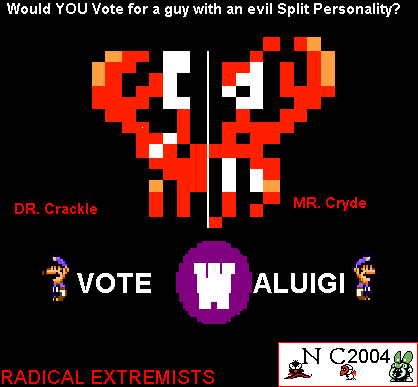 Would YOU Vote for a guy with an evil Split Personality?
DR. Crackle
MR. Cryde
VOTE W ALUIGI
RADICAL EXTREMISTS
N C2004